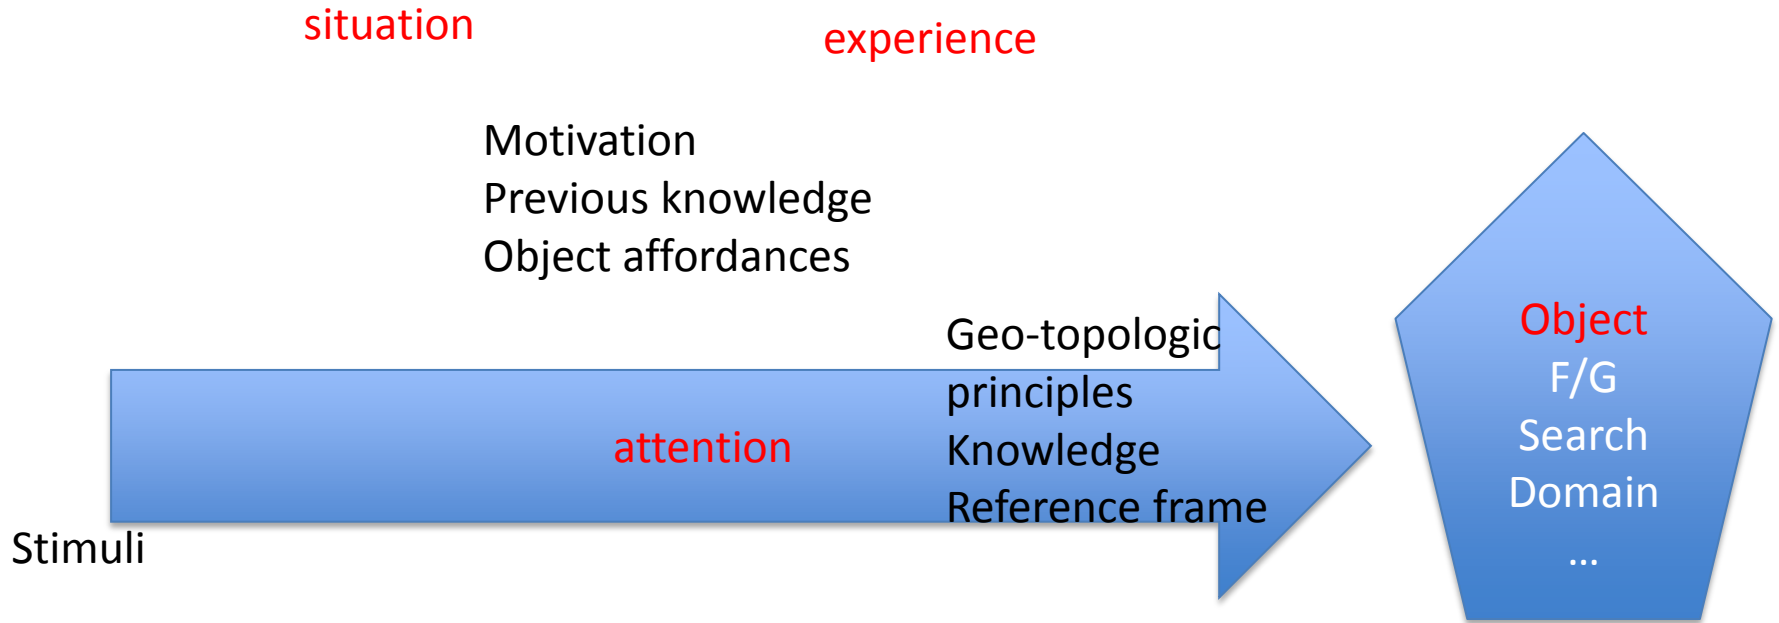 situation
experience
Motivation
Previous knowledge
Object affordances
Geo-topologic
principles
Knowledge
Reference frame
attention
Stimuli
Object
F/G
Search
Domain
...